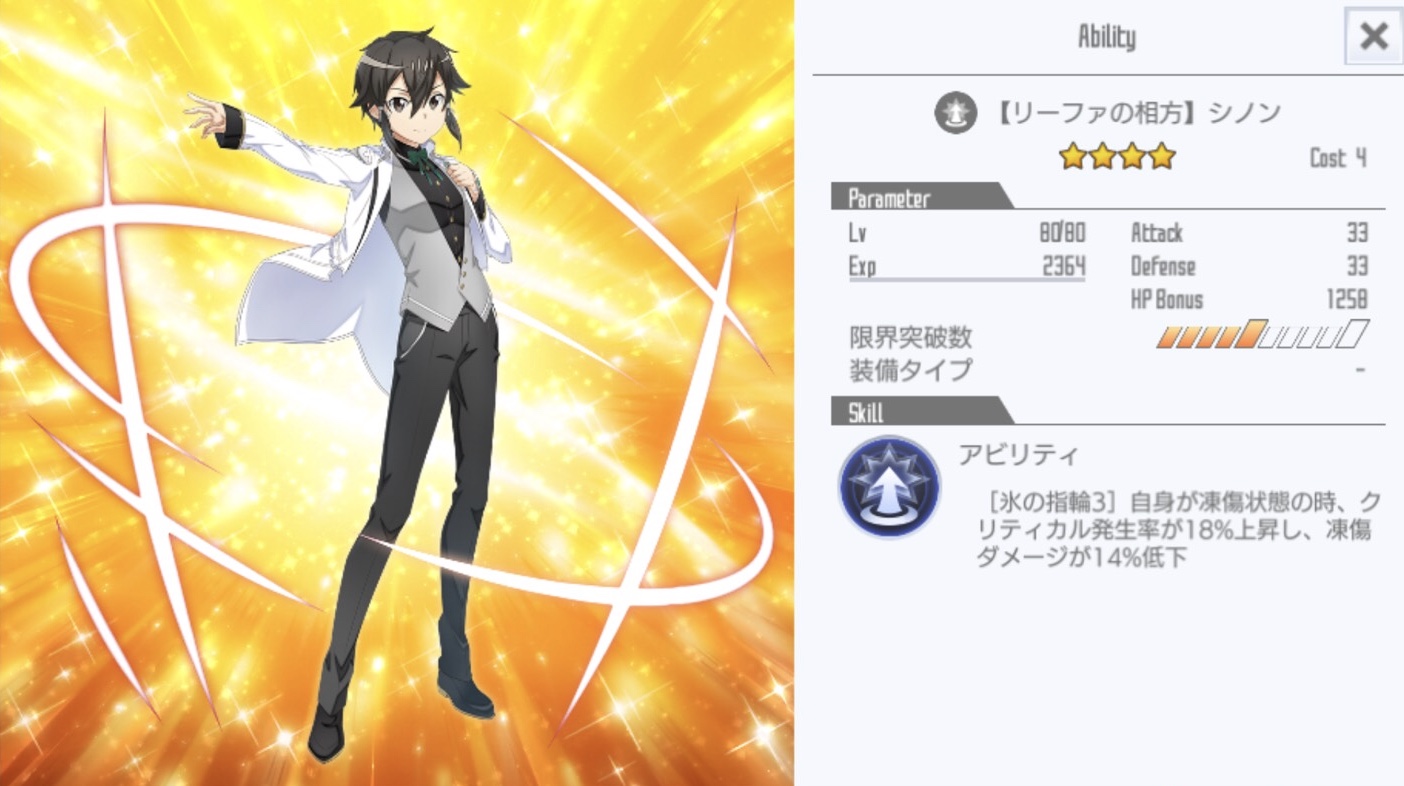 Ability
【リーファの相方】シノン
Cost 4
Parameter
Lv 80/80 Attack 33
Exp 2364 Defense 33
HP Bonus 1258
限界突破数
装備タイプ -
Skill
アビリティ
[氷の指輪3]自身が凍傷状態の時、ク
リティカル発生率が18%上昇し、凍傷
ダメージが14%低下